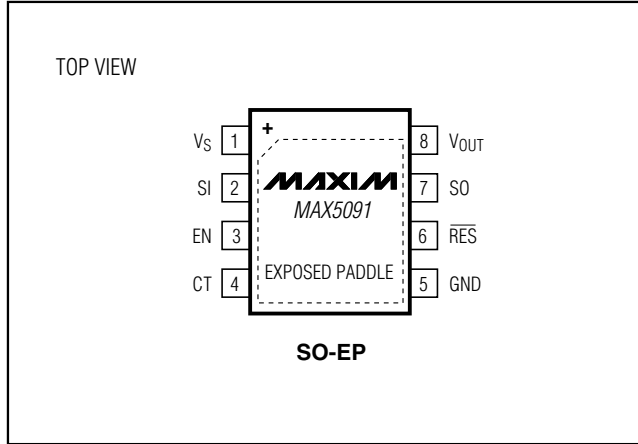 TOP VIEW
VS 1 + 8 VOUT
SI 2 MAXIM 7 SO
MAX5091
EN 3 6 RES
CT 4 EXPOSED PADDLE 5 GND
SO-EP